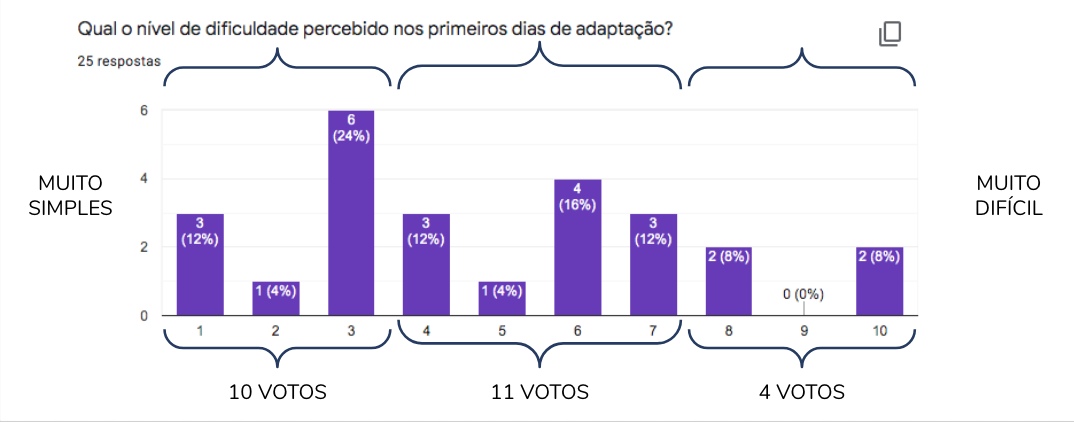 Qual o nível de dificuldade percebido nos primeiros dias de adaptação?
25 respostas
6
4
2
0
MUITO
SIMPLES
3
(12%)
1 (4%)
6
(24%)
3
(12%)
1 (4%)
4
(16%)
3
(12%)
2 (8%)
0 (0%)
2 (8%)
MUITO
DIFÍCIL
1 2 3 4 5 6 7 8 9 10
10 VOTOS 11 VOTOS 4 VOTOS